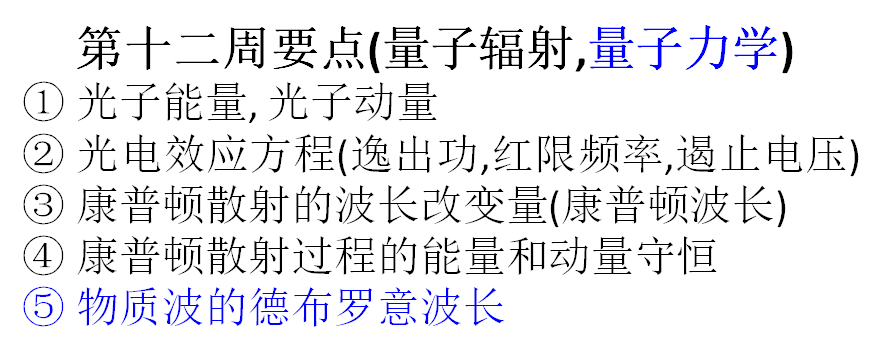 第十二周要点(量子辐射,量子力学)
① 光子能量, 光子动量
② 光电效应方程(逸出功,红限频率,遏止电压)
③ 康普顿散射的波长改变量(康普顿波长)
④ 康普顿散射过程的能量和动量守恒
⑤ 物质波的德布罗意波长